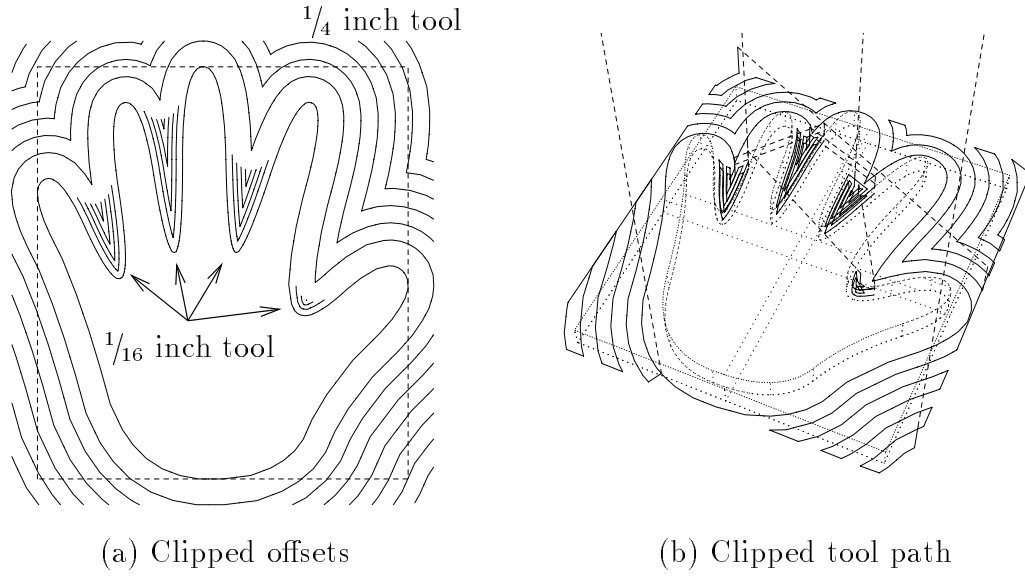 1/4 inch tool
1/16 inch tool
(a) Clipped offsets
(b) Clipped tool path